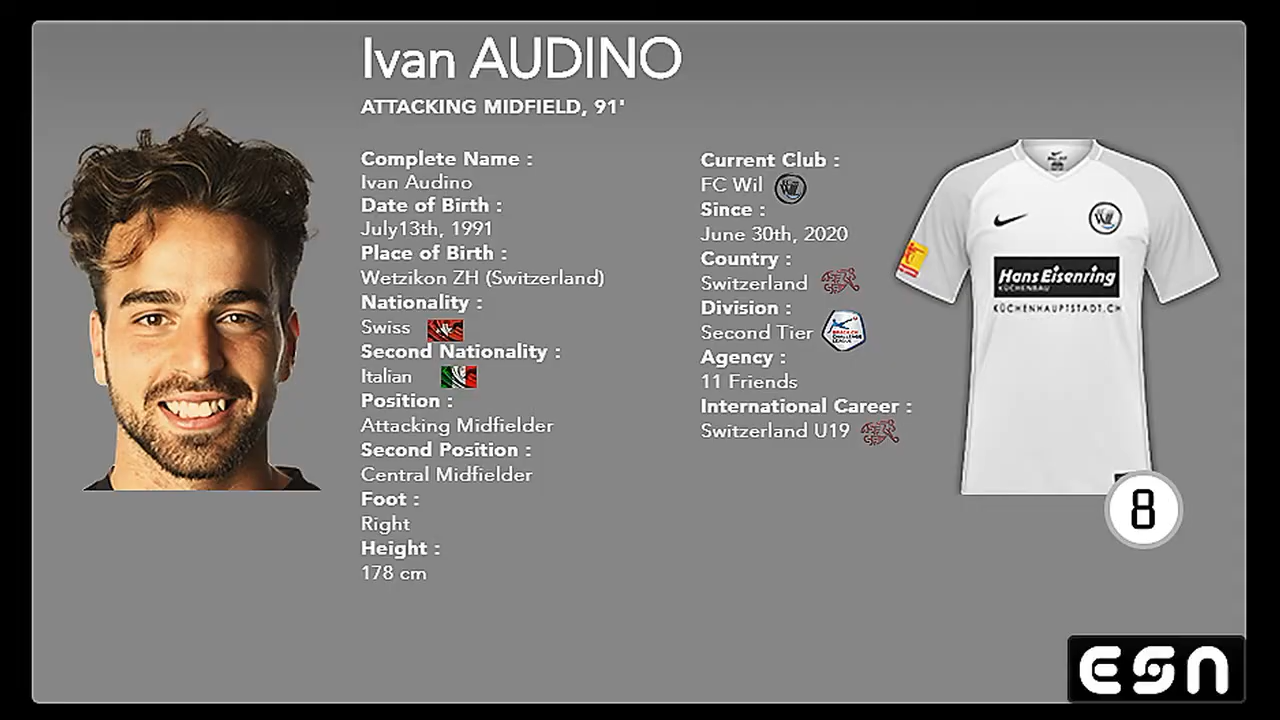 Ivan AUDINO
ATTACKING MIDFIELD, 91'
Complete Name :
Ivan Audino
Date of Birth :
July13th, 1991
Place of Birth :
Wetzikon ZH (Switzerland)
Nationality :
Swiss
Second Nationality :
Italian
Position :
Attacking Midfielder
Second Position :
Central Midfielder
Foot :
Right
Height :
178 cm
Current Club :
FC Wil
Since :
June 30th, 2020
Country :
Switzerland
Division :
Second Tier
Agency :
11 Friends
International Career :
Switzerland U19
Hans Eisenring
KÜCHENBAU
KÜCHENHAUPTSTADT.CH
8
ESN